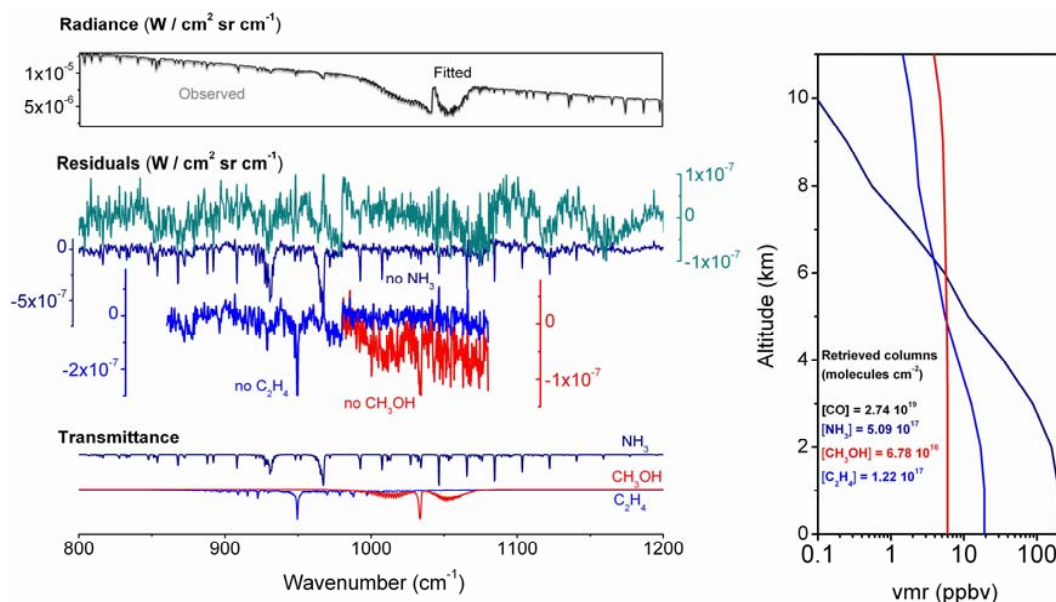 Radiance (W / cm² sr cm⁻¹)
1x10⁻⁵
5x10⁻⁶
Observed
Fitted
Residuals (W / cm² sr cm⁻¹)
1x10⁻⁷
0
-1x10⁻⁷
0
-5x10⁻⁷
no NH₃
0
-2x10⁻⁷
no C₂H₄
0
-1x10⁻⁷
no CH₃OH
Transmittance
NH₃
CH₃OH
C₂H₄
800
900
1000
1100
1200
Wavenumber (cm⁻¹)
10
8
6
4
2
0
Altitude (km)
Retrieved columns
(molecules cm⁻²)
[CO] = 2.74 10¹⁹
[NH₃] = 5.09 10¹⁷
[CH₃OH] = 6.78 10¹⁶
[C₂H₄] = 1.22 10¹⁷
0.1
1
10
100
vmr (ppbv)